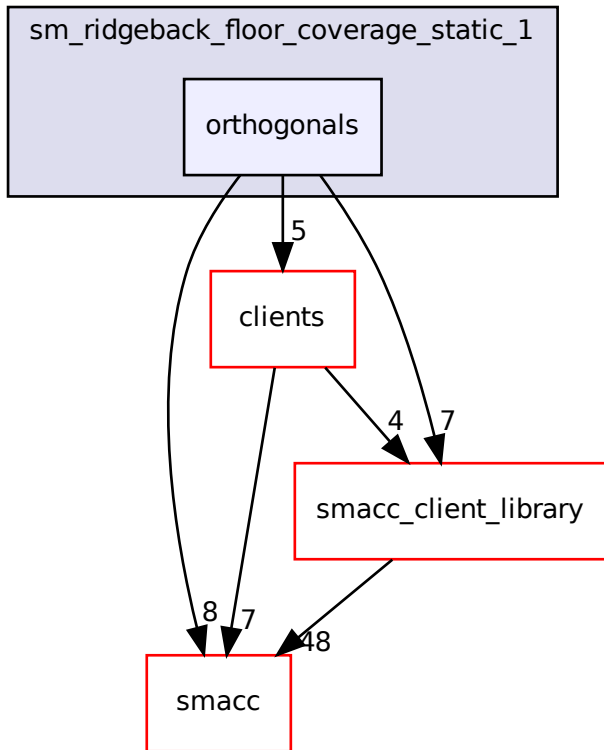 sm_ridgeback_floor_coverage_static_1
orthogonals
5
clients
4
7
smacc_client_library
8
7
48
smacc